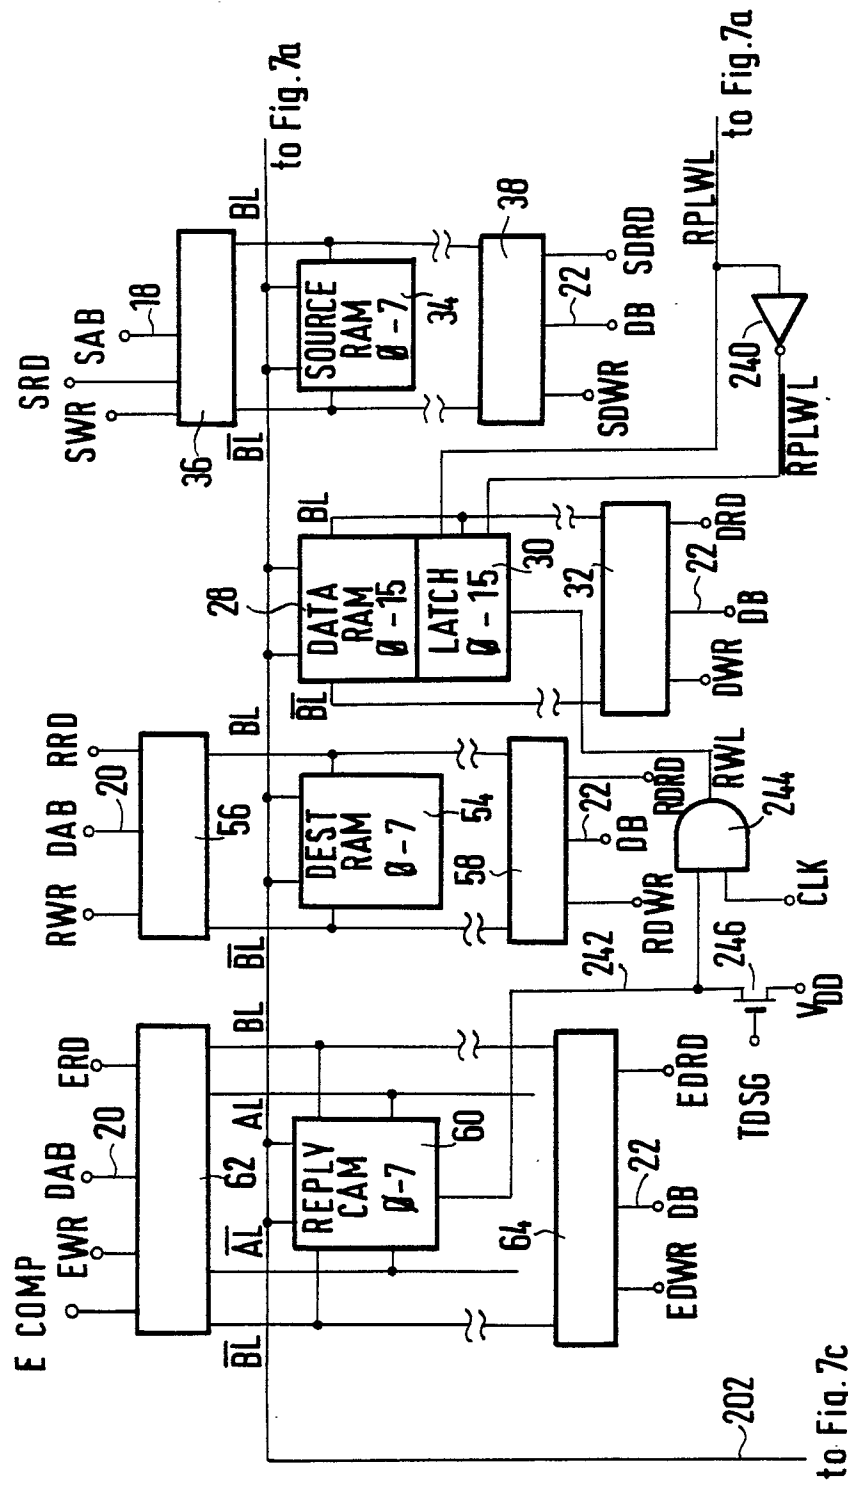 E COMP
EWR
DAB
ERD
20
62
BL
AL
AL
BL
REPLY
CAM
Ø-7
60
64
EDWR
22
DB
EDRD
RWR
DAB
RRD
20
56
BL
BL
DEST
RAM
Ø-7
54
58
RDWR
22
DB
RDRD
242
TDSG
246
VDD
CLK
244
RWL
28
BL
BL
DATA
RAM
Ø-15
LATCH
Ø-15
30
32
DWR
22
DB
DRD
SWR
SRD
SAB
18
36
BL
BL
SOURCE
RAM
Ø-7
34
38
SDWR
22
DB
SDRD
240
RPLWL
RPLWL
to Fig.7a
to Fig.7a
202
to Fig.7c